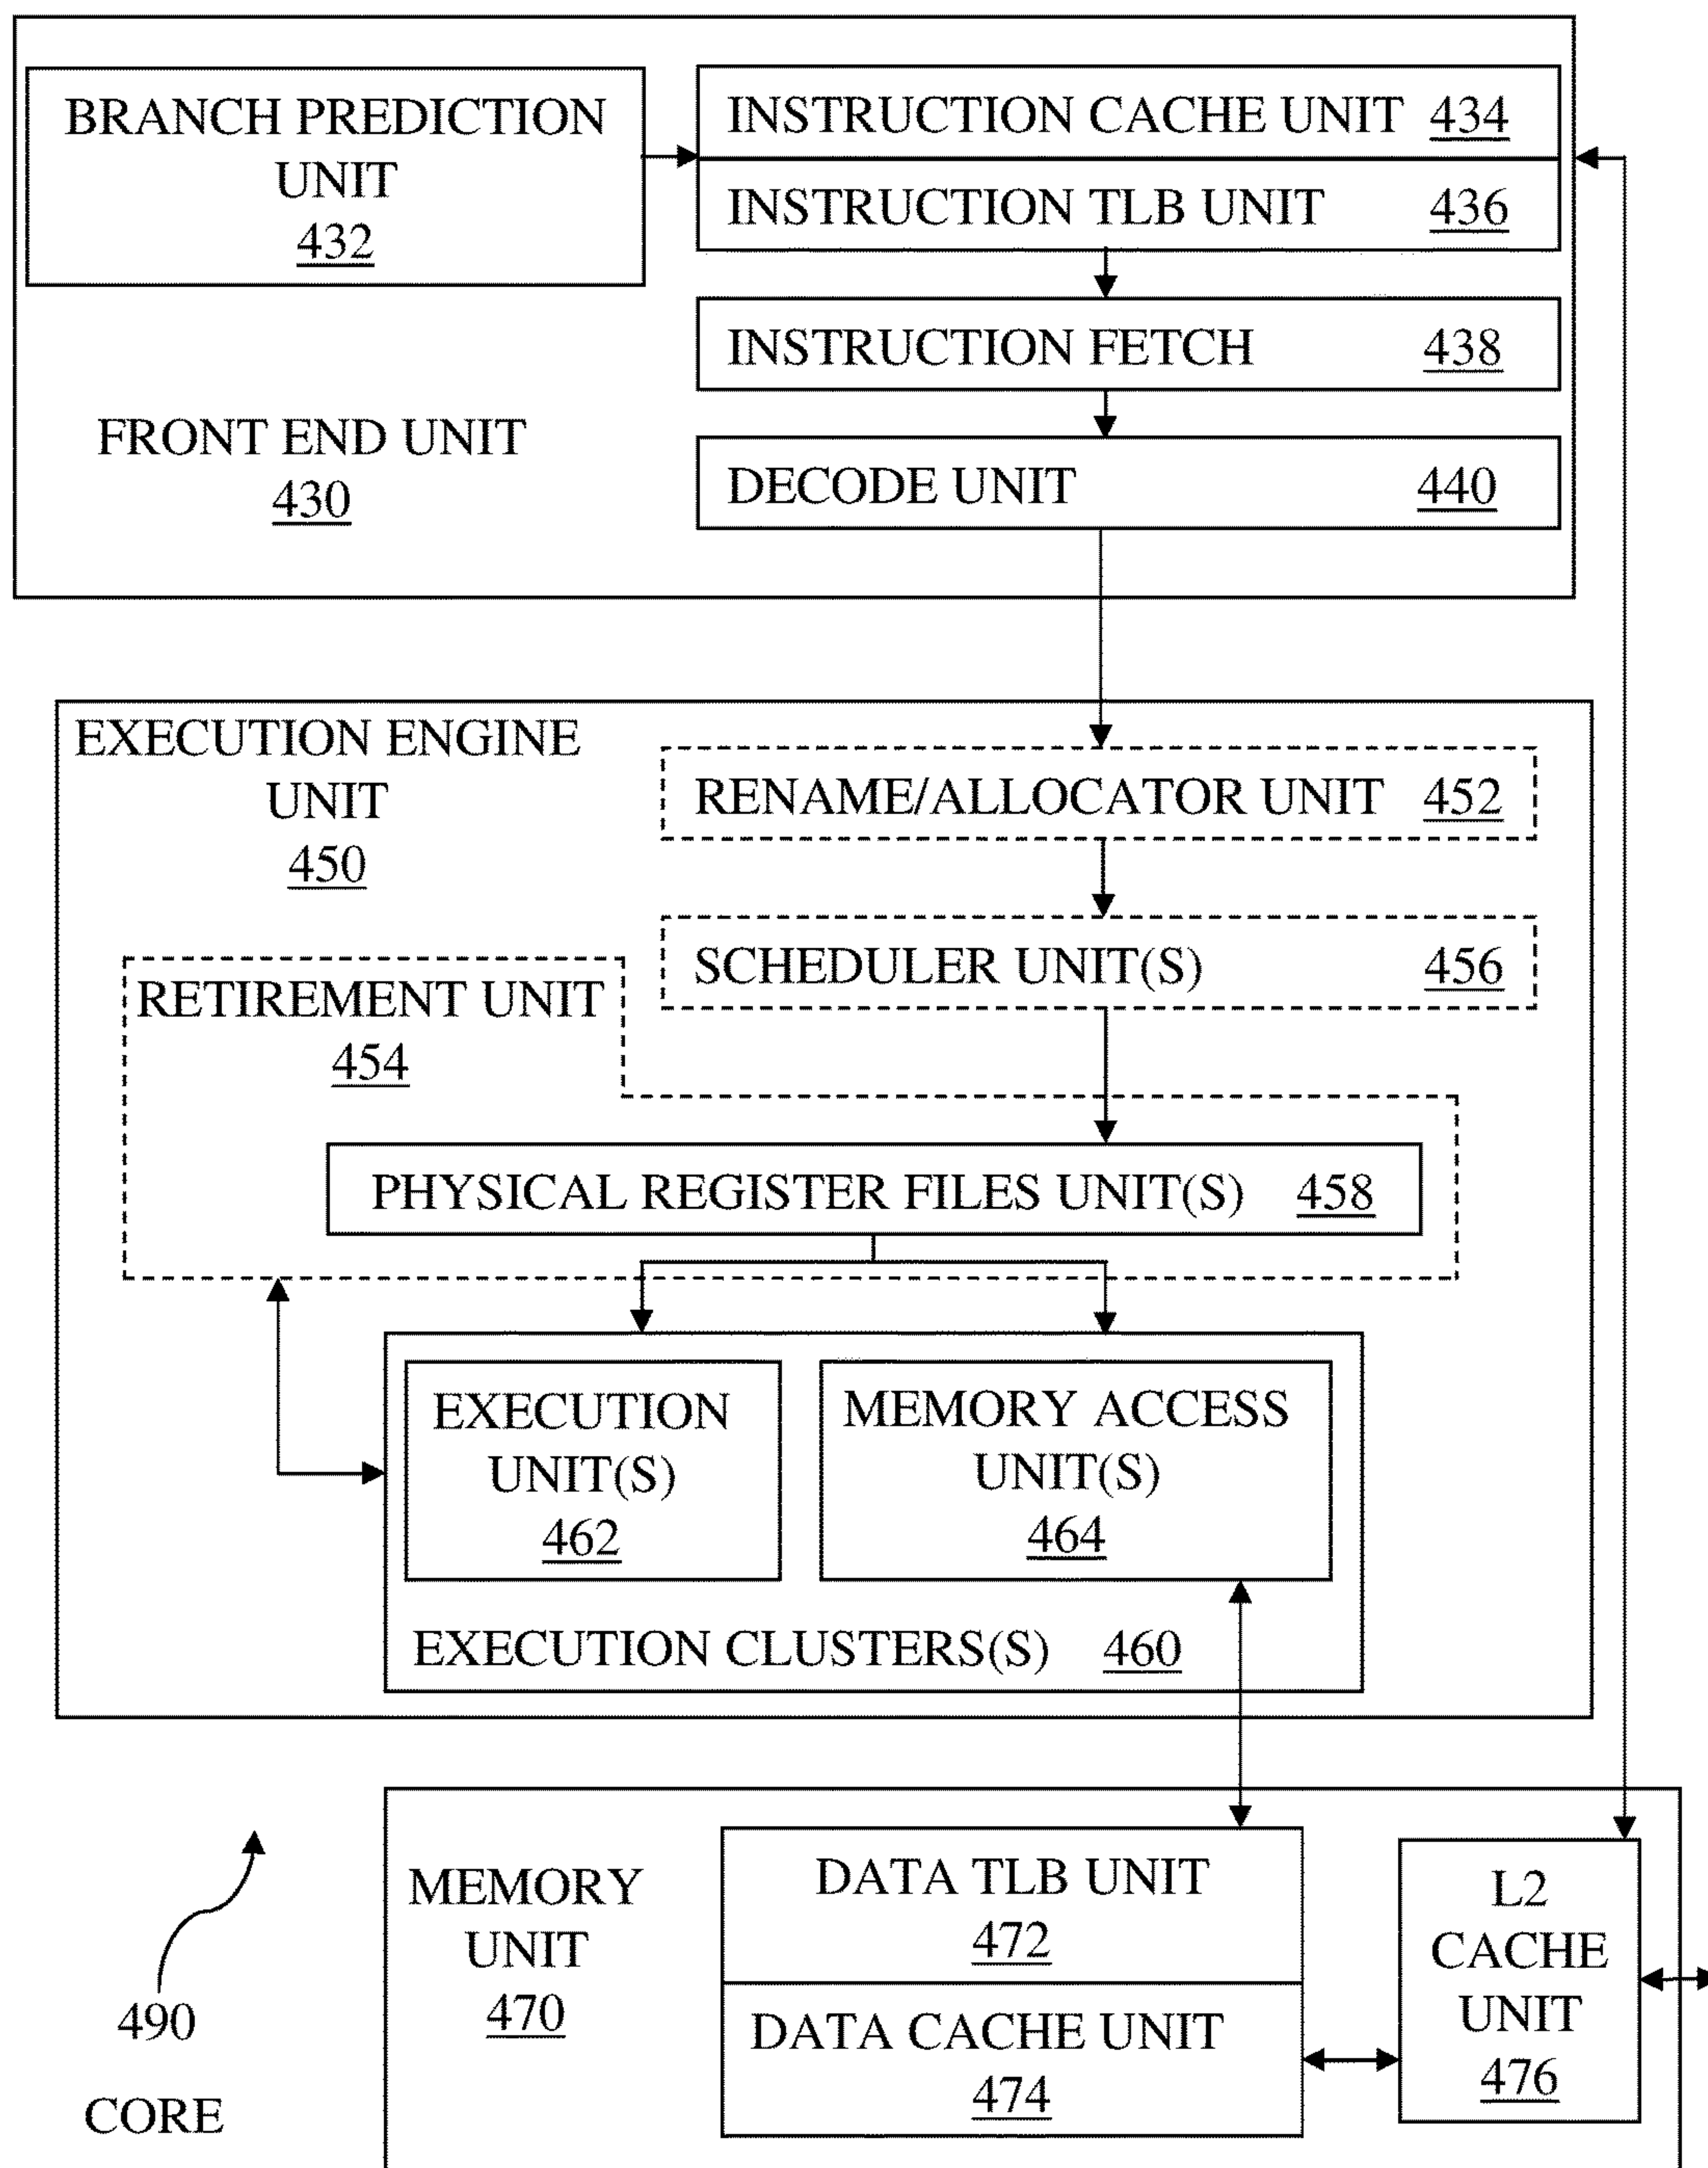 BRANCH PREDICTION
UNIT
432
INSTRUCTION CACHE UNIT 434
INSTRUCTION TLB UNIT 436
INSTRUCTION FETCH 438
FRONT END UNIT
430
DECODE UNIT 440
EXECUTION ENGINE
UNIT
450
RENAME/ALLOCATOR UNIT 452
SCHEDULER UNIT(S) 456
RETIREMENT UNIT
454
PHYSICAL REGISTER FILES UNIT(S) 458
EXECUTION
UNIT(S)
462
MEMORY ACCESS
UNIT(S)
464
EXECUTION CLUSTERS(S) 460
MEMORY
UNIT
470
DATA TLB UNIT
472
DATA CACHE UNIT
474
L2
CACHE
UNIT
476
490
CORE